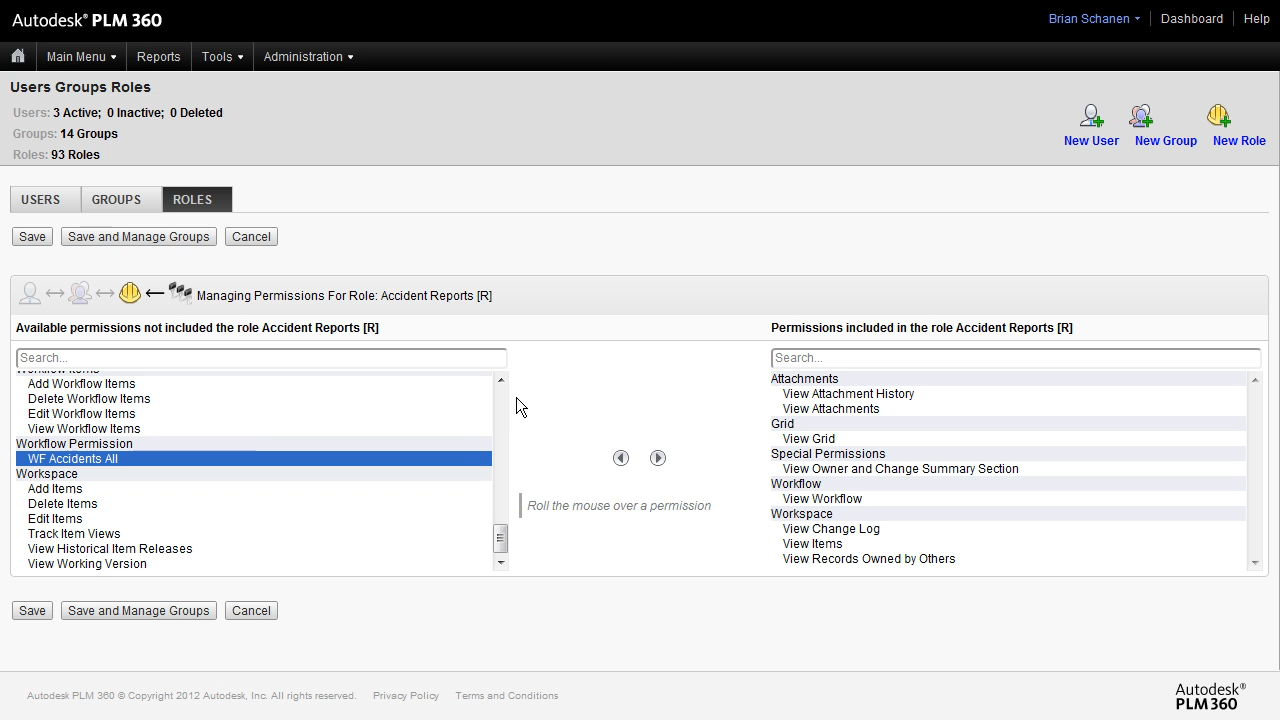 Autodesk® PLM 360
Brian Schanen Dashboard Help
Main Menu Reports Tools Administration
Users Groups Roles
Users: 3 Active; 0 Inactive; 0 Deleted
Groups: 14 Groups
Roles: 93 Roles
New User New Group New Role
USERS GROUPS ROLES
Save Save and Manage Groups Cancel
Managing Permissions For Role: Accident Reports [R]
Available permissions not included the role Accident Reports [R]
Search...
Workflow Items
Add Workflow Items
Delete Workflow Items
Edit Workflow Items
View Workflow Items
Workflow Permission
WF Accidents All
Workspace
Add Items
Delete Items
Edit Items
Track Item Views
View Historical Item Releases
View Working Version
Roll the mouse over a permission
Permissions included in the role Accident Reports [R]
Search...
Attachments
View Attachment History
View Attachments
Grid
View Grid
Special Permissions
View Owner and Change Summary Section
Workflow
View Workflow
Workspace
View Change Log
View Items
View Records Owned by Others
Save Save and Manage Groups Cancel
Autodesk PLM 360 © Copyright 2012 Autodesk, Inc. All rights reserved. Privacy Policy Terms and Conditions
Autodesk®
PLM 360